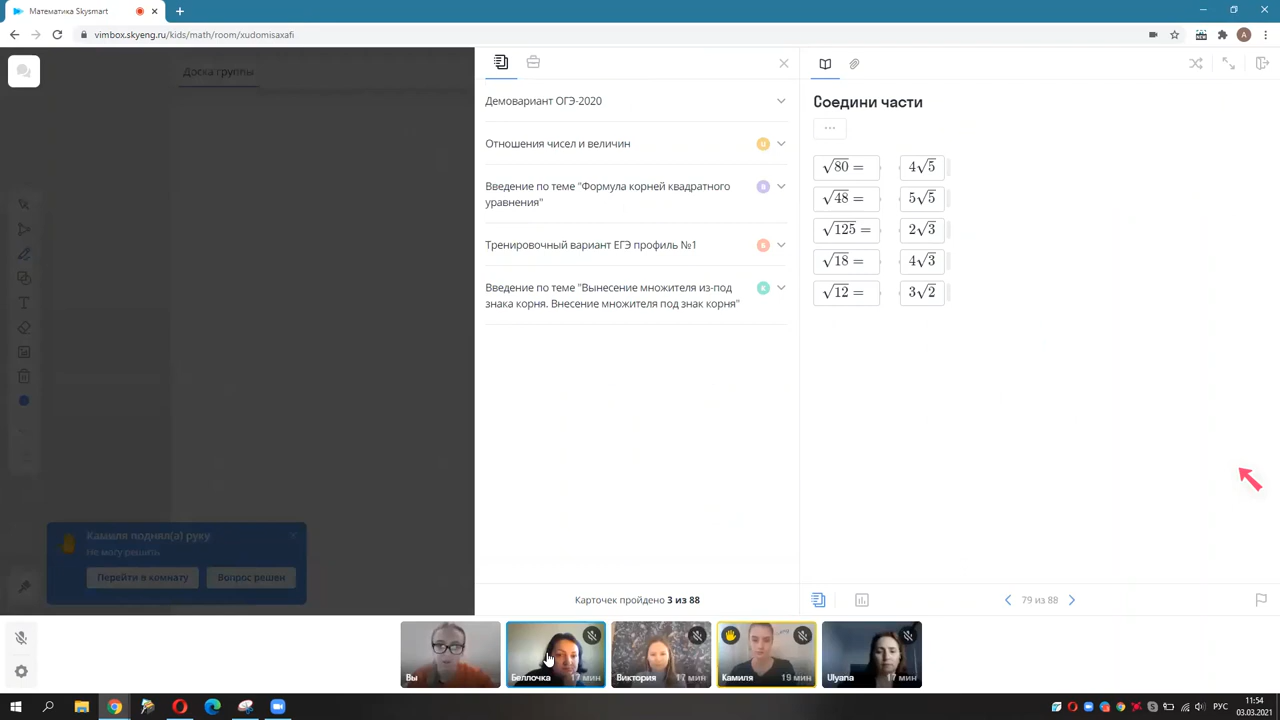 Математика Skysmart
vimbox.skyeng.ru/kids/math/room/xudomisaxafi
A
Доска группы
Демовариант ОГЭ-2020
Отношения чисел и величин
Введение по теме "Формула корней квадратного
уравнения"
Тренировочный вариант ЕГЭ профиль №1
Введение по теме "Вынесение множителя из-под
знака корня. Внесение множителя под знак корня"
Карточек пройдено 3 из 88
Соедини части
...
√80 = 4√5
√48 = 5√5
√125 = 2√3
√18 = 4√3
√12 = 3√2
79 из 88
Камиля поднял(а) руку
Не могу решить
Перейти в комнату
Вопрос решен
Вы
Беллочка 17 мин
Виктория 17 мин
Камиля 19 мин
Ulyana 17 мин
РУС
11:54
03.03.2021